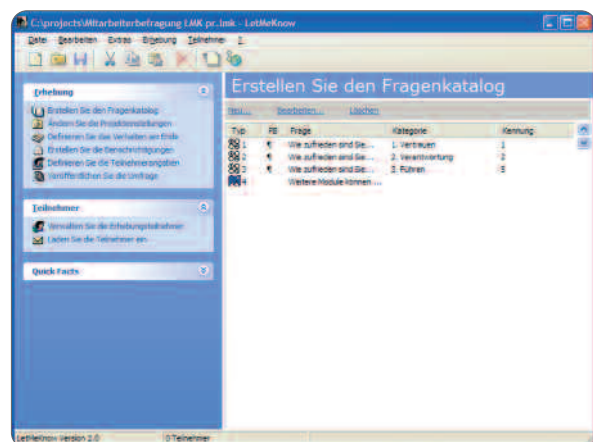 C:\projects\Mitarbeiterbefragung LMK pr.lmk - LetMeKnow
Datei Bearbeiten Extras Erhebung Teilnehmer ?
Erhebung
Erstellen Sie den Fragenkatalog
Ändern Sie die Projekteinstellungen
Definieren Sie das Verhalten am Ende
Erstellen Sie die Benachrichtigungen
Definieren Sie die Teilnehmerangaben
Veröffentlichen Sie die Umfrage
Teilnehmer
Verwalten Sie die Erhebungsteilnehmer
Laden Sie die Teilnehmer ein
Quick Facts
Erstellen Sie den Fragenkatalog
Neu... Bearbeiten... Löschen
Typ Frage Kategorie Kennung
1 ¶ Wie zufrieden sind Sie... 1. Vertrauen 1
2 ¶ Wie zufrieden sind Sie... 2. Verantwortung 2
3 ¶ Wie zufrieden sind Sie... 3. Führen
4 Weitere Module können ...
LetMeKnow Version 2.0 0 Teilnehmer